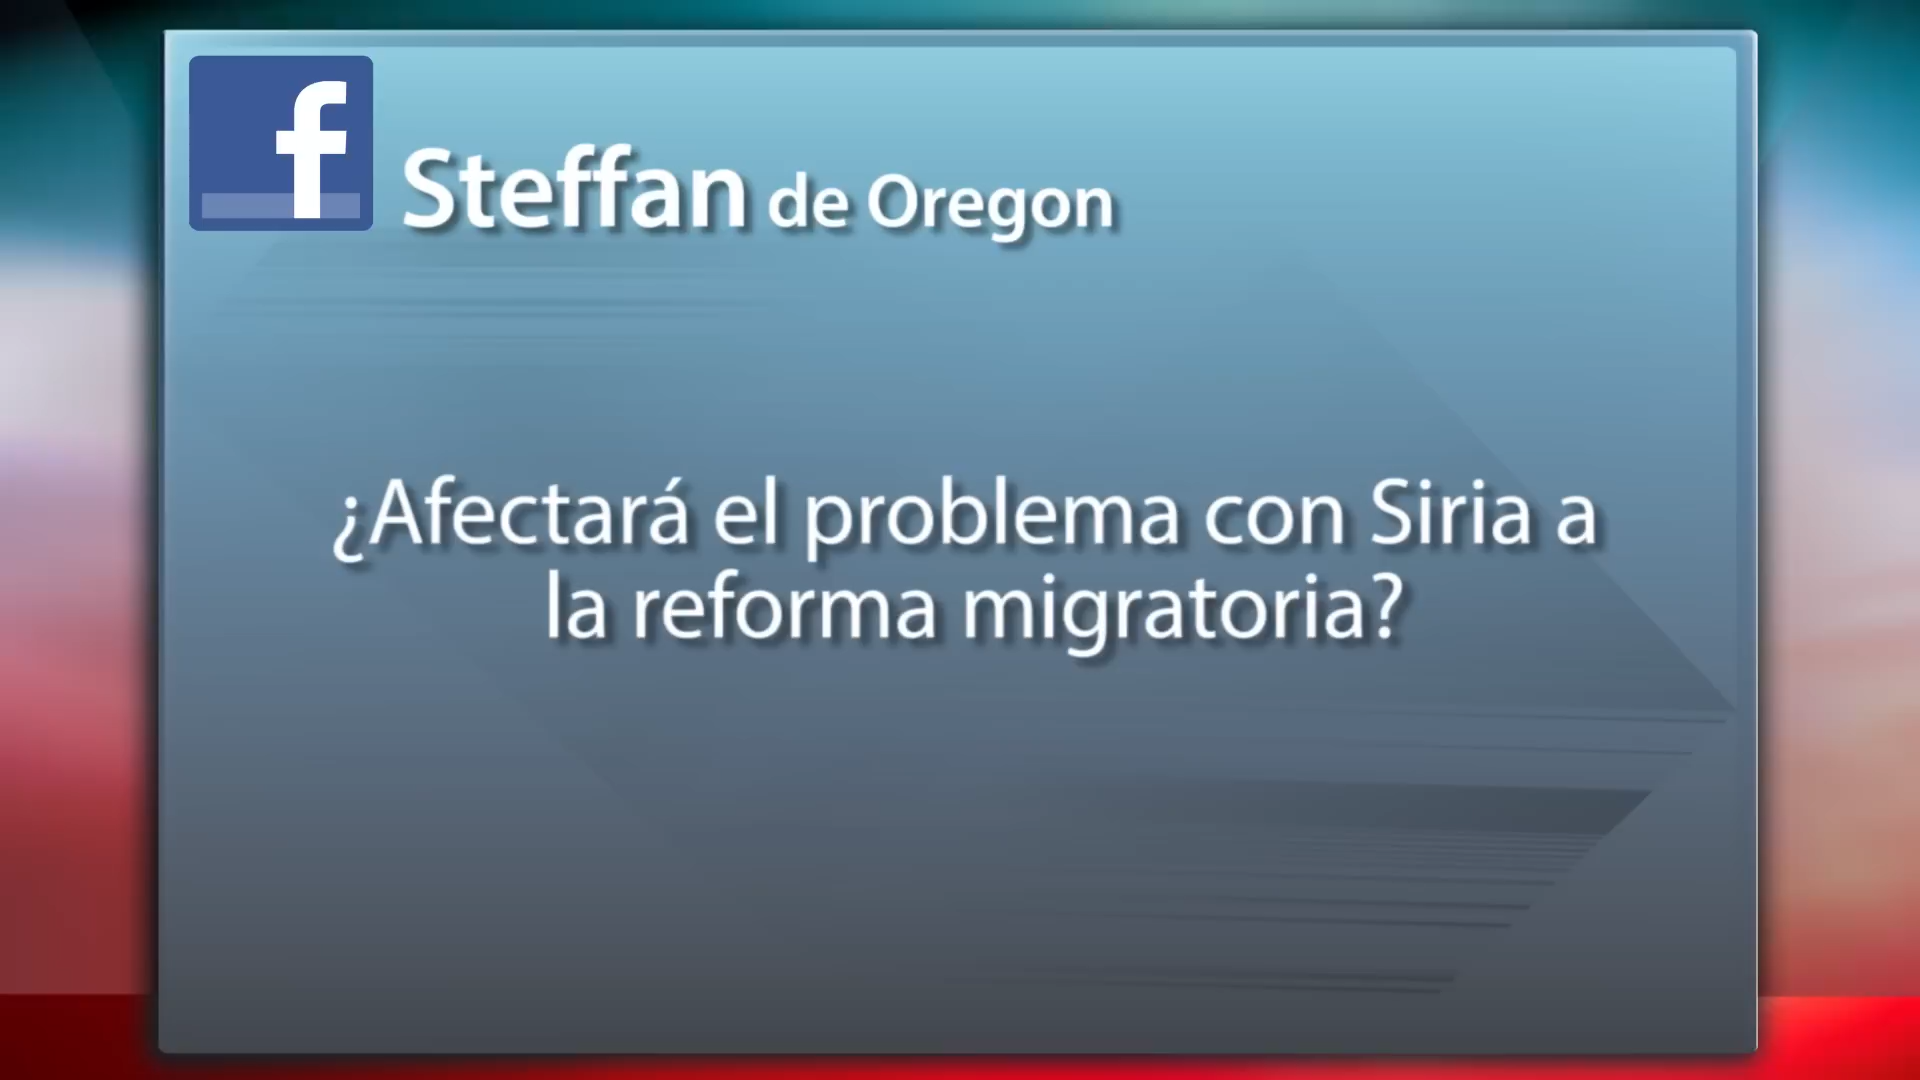 f
Steffan de Oregon
¿Afectará el problema con Siria a
la reforma migratoria?